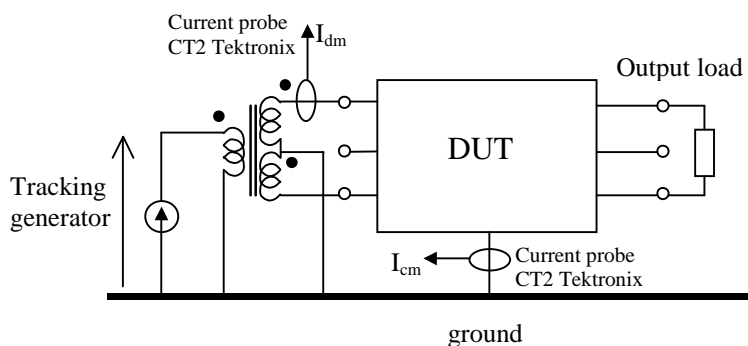 Current probe
CT2 Tektronix
I_dm
Output load
DUT
Tracking
generator
I_cm
Current probe
CT2 Tektronix
ground